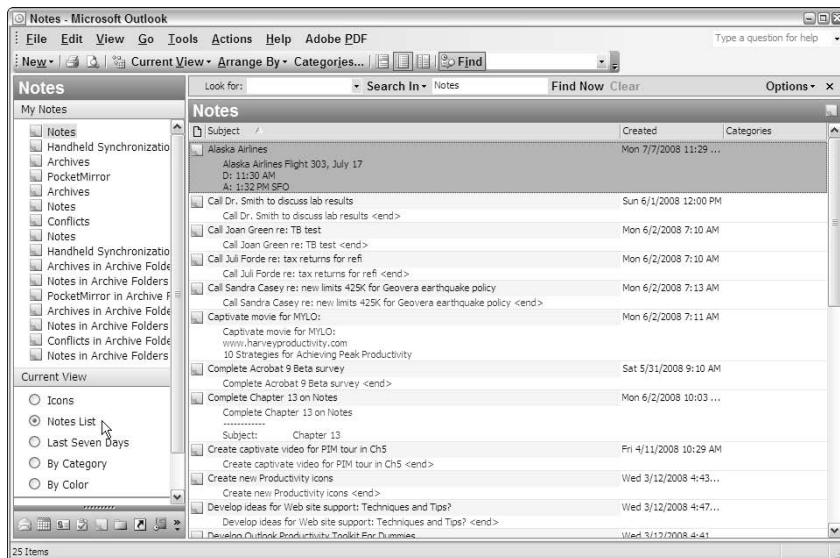 Notes - Microsoft Outlook
File Edit View Go Tools Actions Help Adobe PDF
Type a question for help
New Current View Arrange By Categories... Find
Notes
Look for: Search In Notes Find Now Clear Options
My Notes
Notes
Handheld Synchronizatio
Archives
PocketMirror
Archives
Notes
Conflicts
Notes
Handheld Synchronizatio
Archives in Archive Folde
Notes in Archive Folders
PocketMirror in Archive F
Archives in Archive Folde
Notes in Archive Folders
Conflicts in Archive Folde
Notes in Archive Folders
Current View
Icons
Notes List
Last Seven Days
By Category
By Color
Notes
Subject Created Categories
Alaska Airlines Mon 7/7/2008 11:29 ...
Alaska Airlines Flight 303, July 17
D: 11:30 AM
A: 1:32 PM SFO
Call Dr. Smith to discuss lab results Sun 6/1/2008 12:00 PM
Call Dr. Smith to discuss lab results <end>
Call Joan Green re: TB test Mon 6/2/2008 7:10 AM
Call Joan Green re: TB test <end>
Call Juli Forde re: tax returns for refi Mon 6/2/2008 7:10 AM
Call Juli Forde re: tax returns for refi <end>
Call Sandra Casey re: new limits 425K for Geovera earthquake policy Mon 6/2/2008 7:13 AM
Call Sandra Casey re: new limits 425K for Geovera earthquake policy <end>
Captivate movie for MYLO: Mon 6/2/2008 7:11 AM
Captivate movie for MYLO:
www.harveyproductivity.com
10 Strategies for Achieving Peak Productivity
Complete Acrobat 9 Beta survey Sat 5/31/2008 9:10 AM
Complete Acrobat 9 Beta survey <end>
Complete Chapter 13 on Notes Mon 6/2/2008 10:03 ...
Complete Chapter 13 on Notes
------------
Subject: Chapter 13
Create captivate video for PIM tour in Ch5 Fri 4/11/2008 10:29 AM
Create captivate video for PIM tour in Ch5 <end>
Create new Productivity icons Wed 3/12/2008 4:43...
Create new Productivity icons <end>
Develop ideas for Web site support: Techniques and Tips? Wed 3/12/2008 4:47...
Develop ideas for Web site support: Techniques and Tips? <end>
Develop Outlook Productivity Toolkit For Dummies Wed 3/12/2008 4:41
25 Items